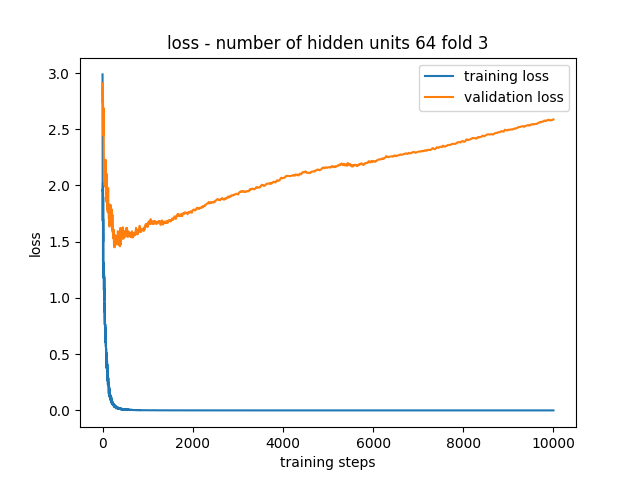 loss - number of hidden units 64 fold 3
training loss
validation loss
3.0
2.5
2.0
1.5
1.0
0.5
0.0
loss
0 2000 4000 6000 8000 10000
training steps